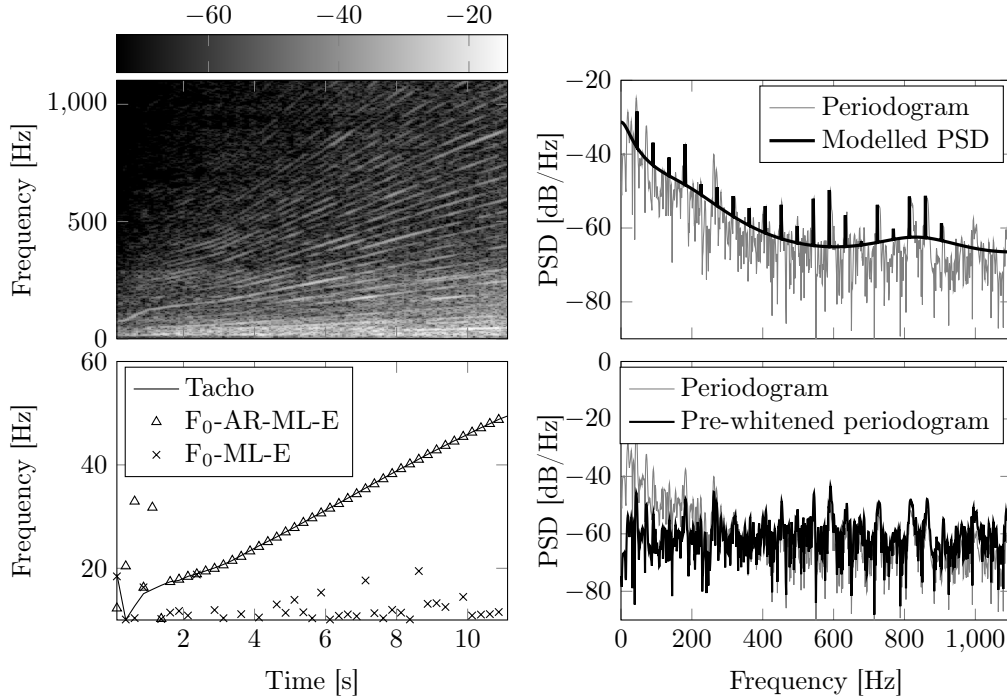 −60 −40 −20
1,000
500
0
Frequency [Hz]
−20
−40
−60
−80
PSD [dB/Hz]
Periodogram
Modelled PSD
60
40
20
Frequency [Hz]
Tacho
F₀-AR-ML-E
F₀-ML-E
2 4 6 8 10
Time [s]
0
−20
−40
−60
−80
PSD [dB/Hz]
Periodogram
Pre-whitened periodogram
0 200 400 600 800 1,000
Frequency [Hz]